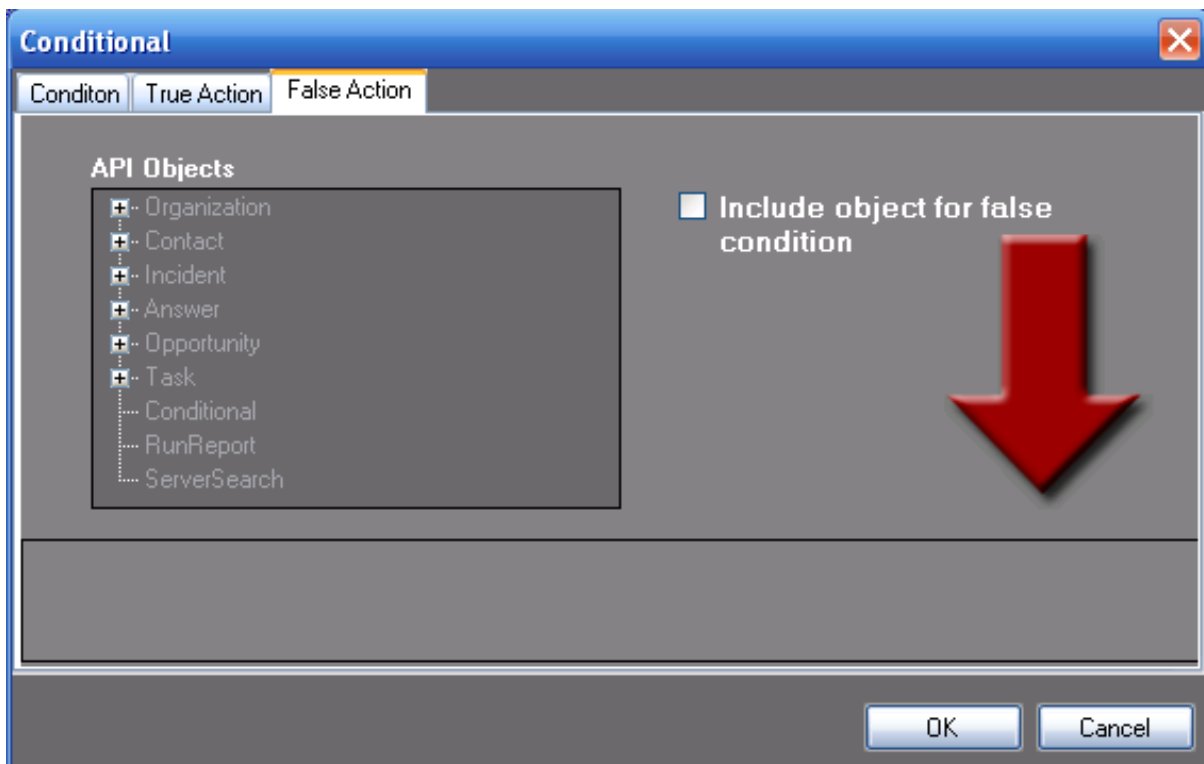 Conditional
Conditon True Action False Action
API Objects
Organization
Contact
Incident
Answer
Opportunity
Task
Conditional
RunReport
ServerSearch
Include object for false
condition
OK Cancel